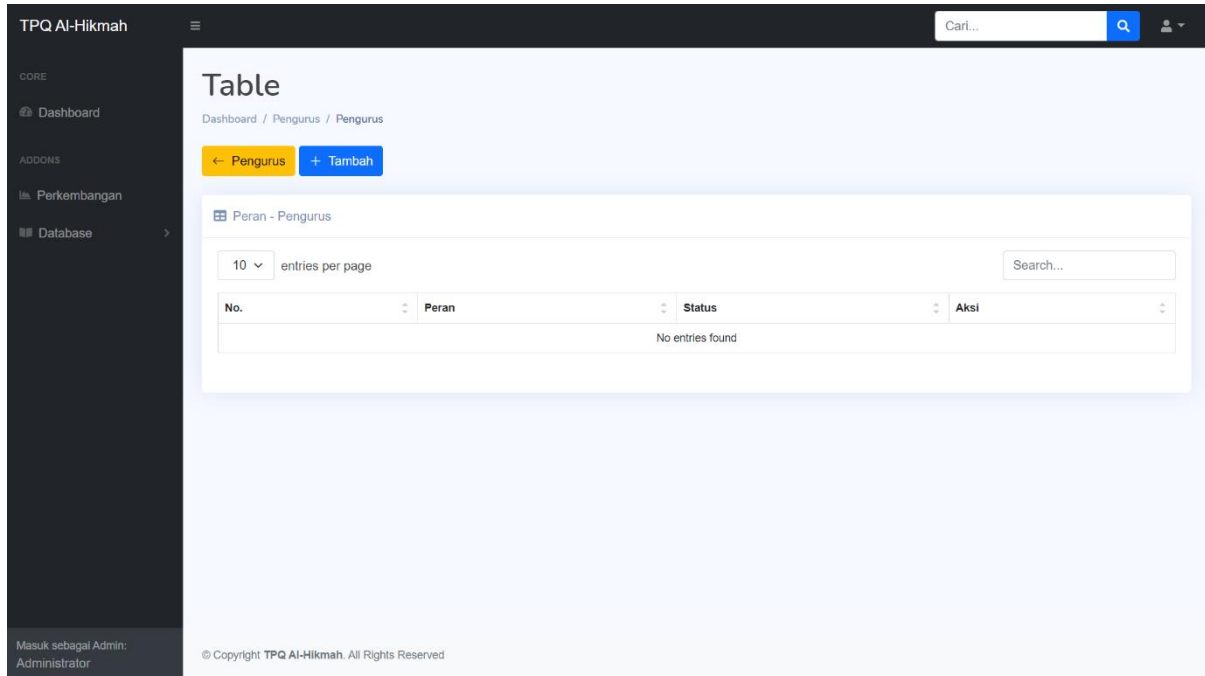 TPQ Al-Hikmah
Cari...
CORE
Dashboard
ADDONS
Perkembangan
Database
Table
Dashboard / Pengurus / Pengurus
← Pengurus
+ Tambah
Peran - Pengurus
10 entries per page
Search...
No. Peran Status Aksi
No entries found
Masuk sebagai Admin:
Administrator
© Copyright TPQ Al-Hikmah. All Rights Reserved